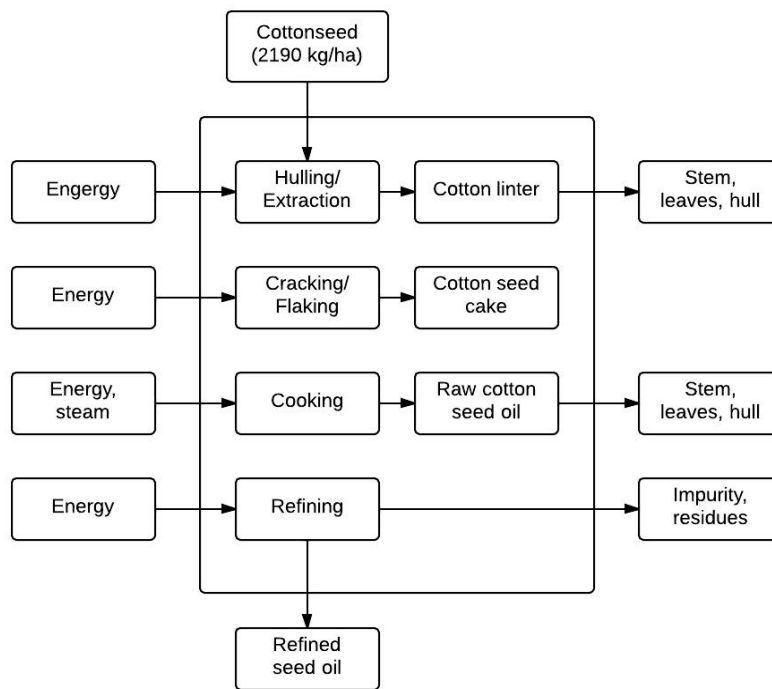 Cottonseed
(2190 kg/ha)
Engergy
Hulling/
Extraction
Cotton linter
Stem,
leaves, hull
Energy
Cracking/
Flaking
Cotton seed
cake
Energy,
steam
Cooking
Raw cotton
seed oil
Stem,
leaves, hull
Energy
Refining
Impurity,
residues
Refined
seed oil